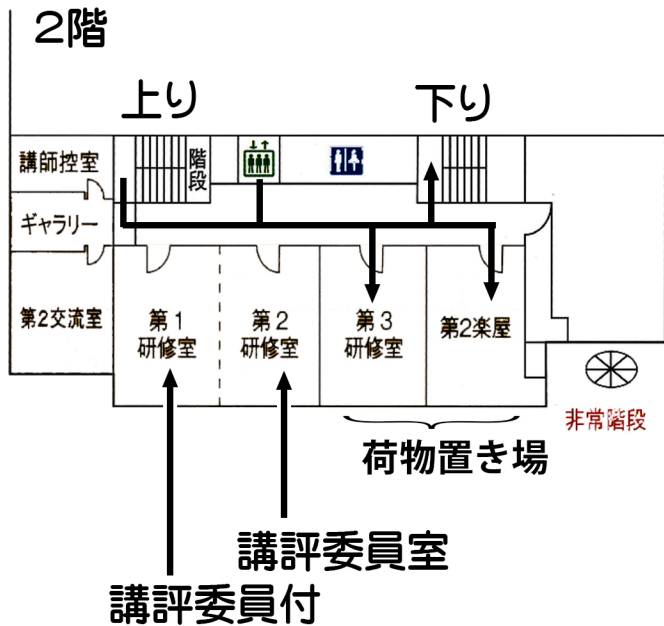 2階
上り
下り
講師控室
階段
ギャラリー
第2交流室
第1
研修室
第2
研修室
第3
研修室
第2楽屋
非常階段
荷物置き場
講評委員室
講評委員付